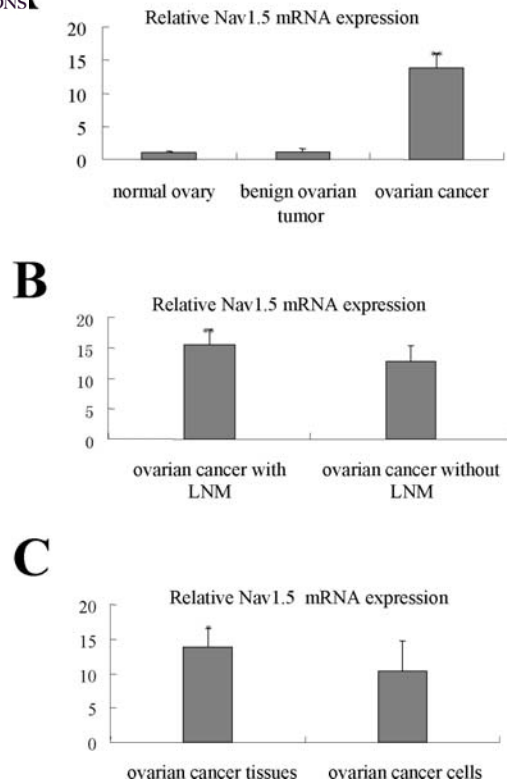 Relative Nav1.5 mRNA expression
20
15
10
5
0
**
normal ovary benign ovarian tumor ovarian cancer
B
Relative Nav1.5 mRNA expression
20
15
10
5
0
ovarian cancer with LNM ovarian cancer without LNM
C
Relative Nav1.5 mRNA expression
20
15
10
5
0
*
ovarian cancer tissues ovarian cancer cells